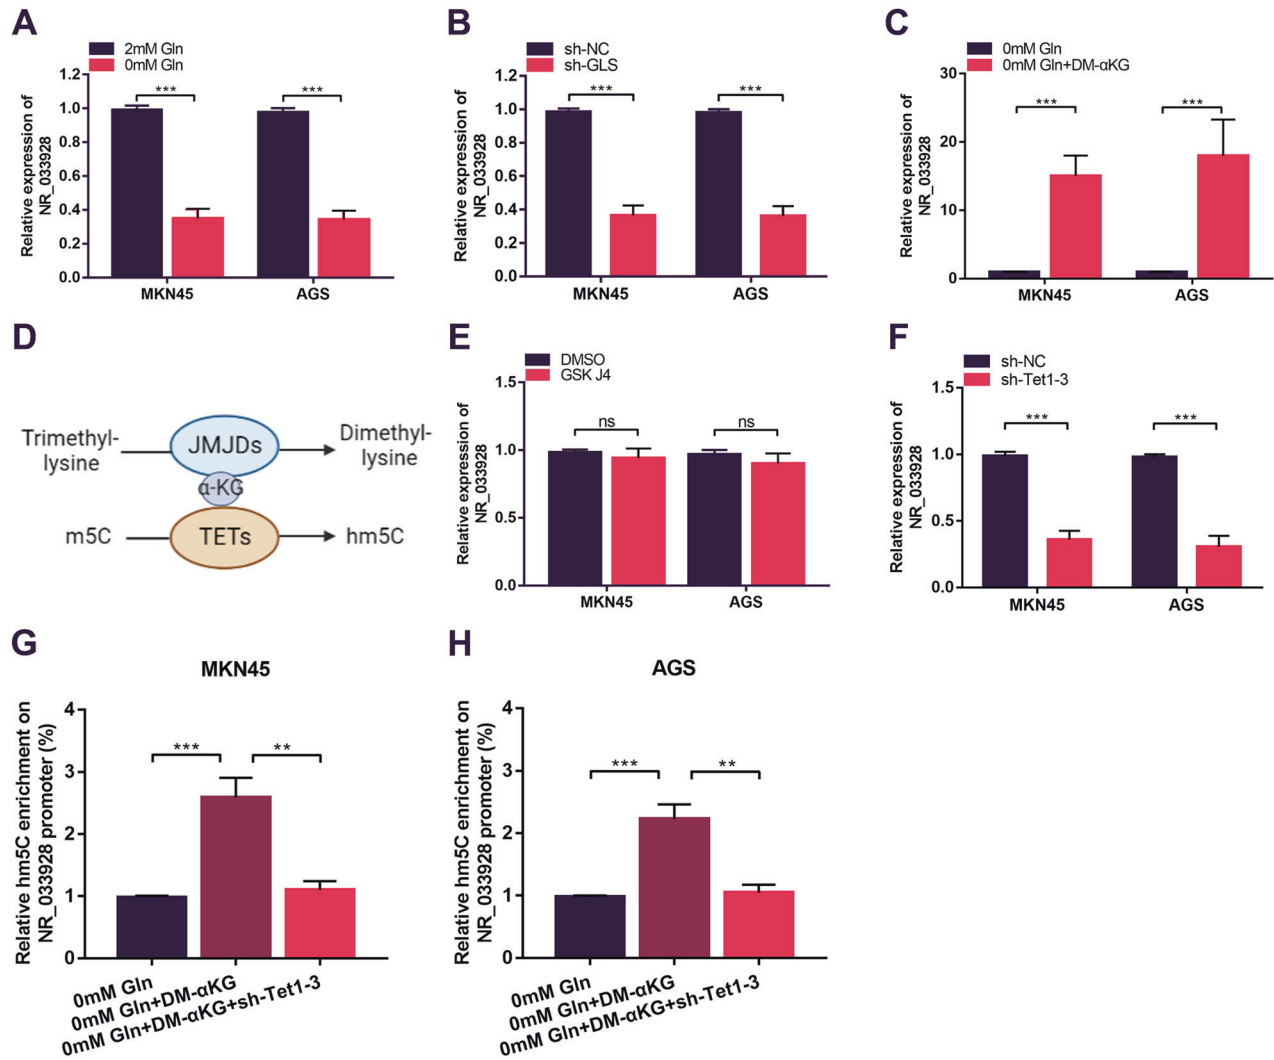 A
2mM Gln
0mM Gln
Relative expression of
NR_033928
1.2
1.0
0.8
0.6
0.4
0.2
0.0
***
***
MKN45
AGS
B
sh-NC
sh-GLS
Relative expression of
NR_033928
1.2
1.0
0.8
0.6
0.4
0.2
0.0
***
***
MKN45
AGS
C
0mM Gln
0mM Gln+DM-αKG
Relative expression of
NR_033928
30
20
10
0
***
***
MKN45
AGS
D
Trimethyl-
lysine
JMJDs
Dimethyl-
lysine
α-KG
m5C
TETs
hm5C
E
DMSO
GSK J4
Relative expression of
NR_033928
1.5
1.0
0.5
0.0
ns
ns
MKN45
AGS
F
sh-NC
sh-Tet1-3
Relative expression of
NR_033928
1.5
1.0
0.5
0.0
***
***
MKN45
AGS
G
MKN45
Relative hm5C enrichment on
NR_033928 promoter (%)
4
3
2
1
0
***
**
0mM Gln
0mM Gln+DM-αKG
0mM Gln+DM-αKG+sh-Tet1-3
H
AGS
Relative hm5C enrichment on
NR_033928 promoter (%)
4
3
2
1
0
***
**
0mM Gln
0mM Gln+DM-αKG
0mM Gln+DM-αKG+sh-Tet1-3